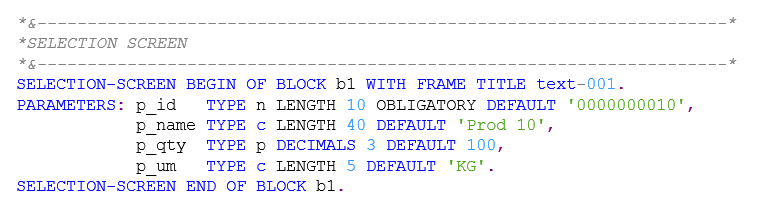 *&---------------------------------------------------------------------*
*SELECTION SCREEN
*&---------------------------------------------------------------------*
SELECTION-SCREEN BEGIN OF BLOCK b1 WITH FRAME TITLE text-001.
PARAMETERS: p_id   TYPE n LENGTH 10 OBLIGATORY DEFAULT '0000000010',
            p_name TYPE c LENGTH 40 DEFAULT 'Prod 10',
            p_qty  TYPE p DECIMALS 3 DEFAULT 100,
            p_um   TYPE c LENGTH 5 DEFAULT 'KG'.
SELECTION-SCREEN END OF BLOCK b1.